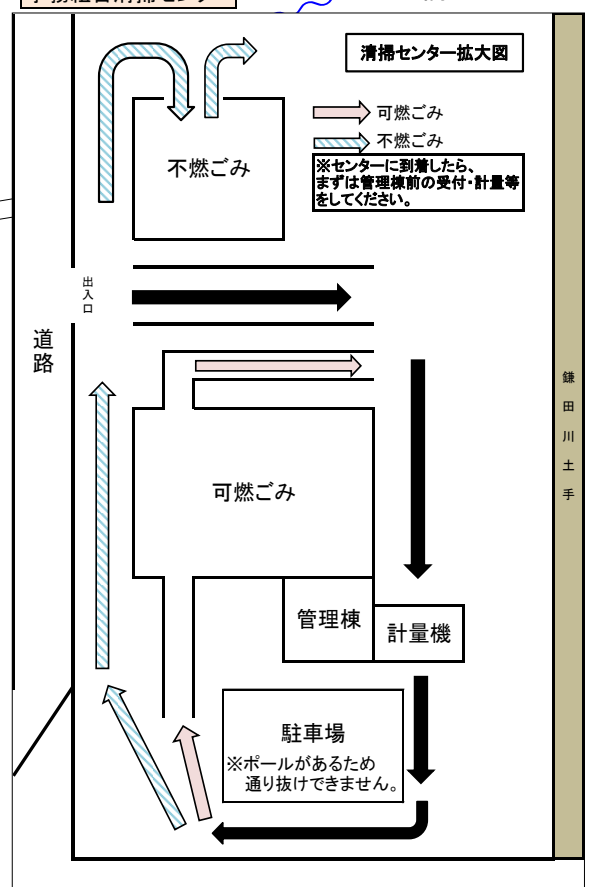 清掃センター拡大図
可燃ごみ
不燃ごみ
※センターに到着したら、
まずは管理棟前の受付・計量等
をしてください。
不燃ごみ
出入口
道路
鎌田川土手
可燃ごみ
管理棟
計量機
駐車場
※ポールがあるため
通り抜けできません。